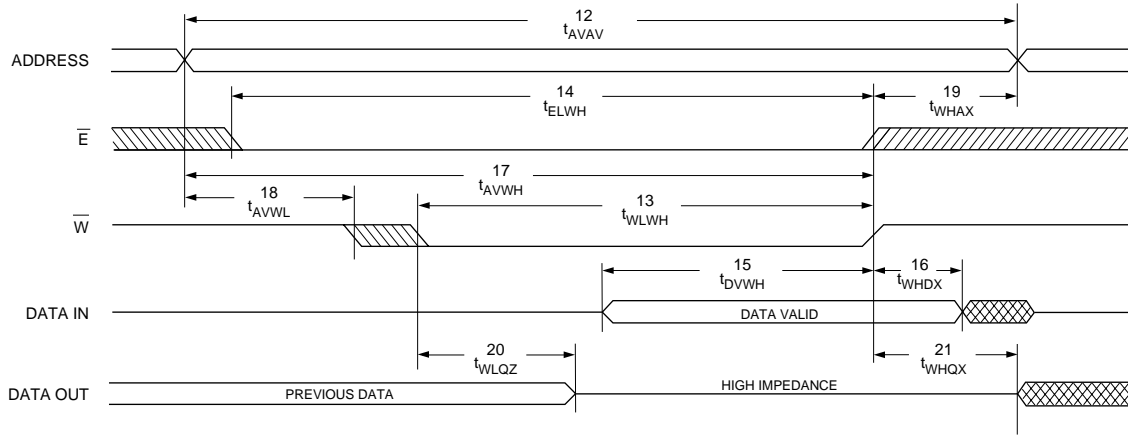 12
tAVAV
ADDRESS
14
tELWH
19
tWHAX
E
17
tAVWH
18
tAVWL
13
tWLWH
W
15
tDVWH
16
tWHDX
DATA IN
DATA VALID
20
tWLQZ
21
tWHQX
DATA OUT
PREVIOUS DATA
HIGH IMPEDANCE